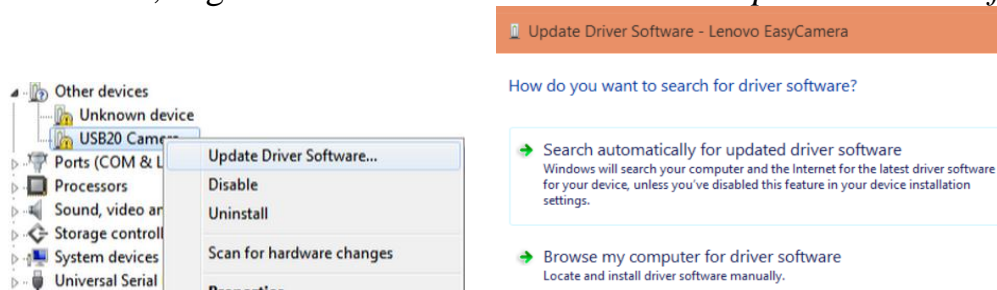 Update Driver Software - Lenovo EasyCamera
How do you want to search for driver software?
Search automatically for updated driver software
Windows will search your computer and the Internet for the latest driver software
for your device, unless you've disabled this feature in your device installation
settings.
Browse my computer for driver software
Locate and install driver software manually.
Other devices
Unknown device
USB20
Ports (COM &
Processors
Sound, video
Storage
System devices
Universal Serial
Update Driver Software...
Disable
Uninstall
Scan for hardware changes